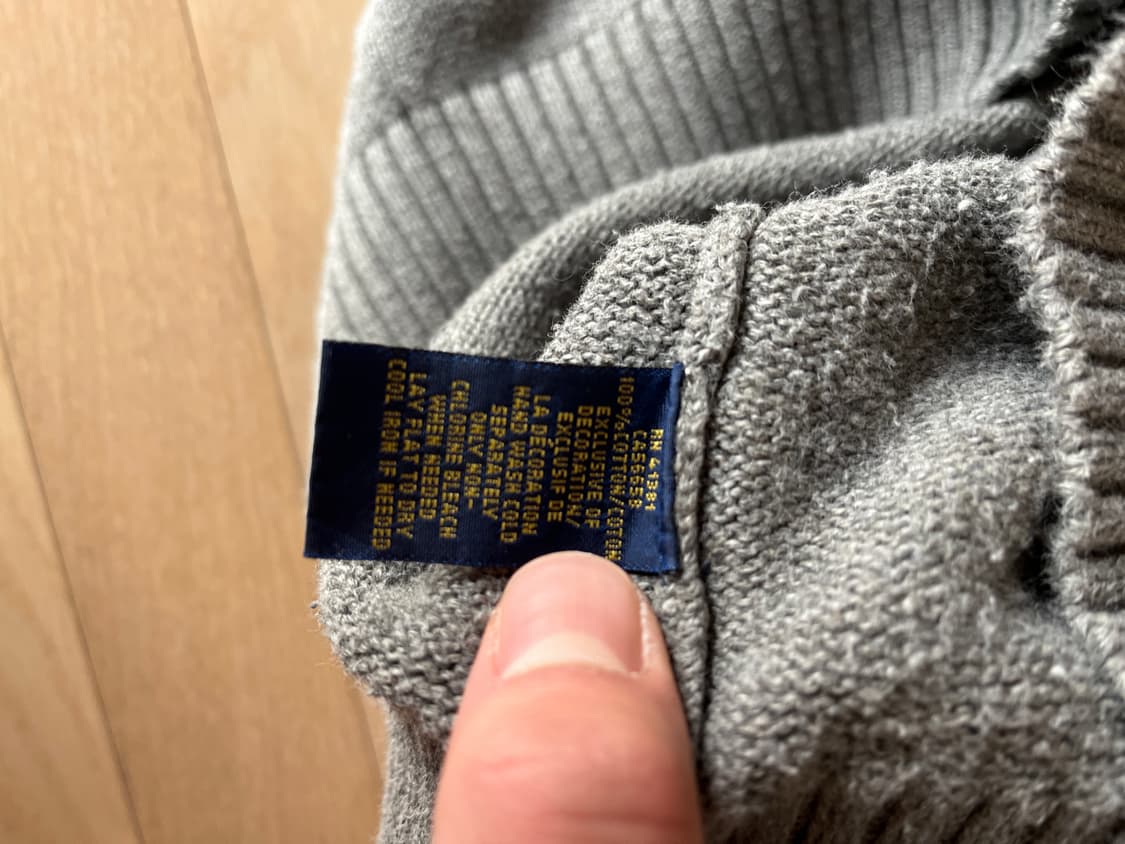 RN 41381
CA56658
100%COTTON/COTON
EXCLUSIVE OF
DECORATION/
EXCLUSIF DE
LA DÉCORATION
HAND WASH COLD
SEPARATELY
ONLY NON-
CHLORINE BLEACH
WHEN NEEDED
LAY FLAT TO DRY
COOL IRON IF NEEDED